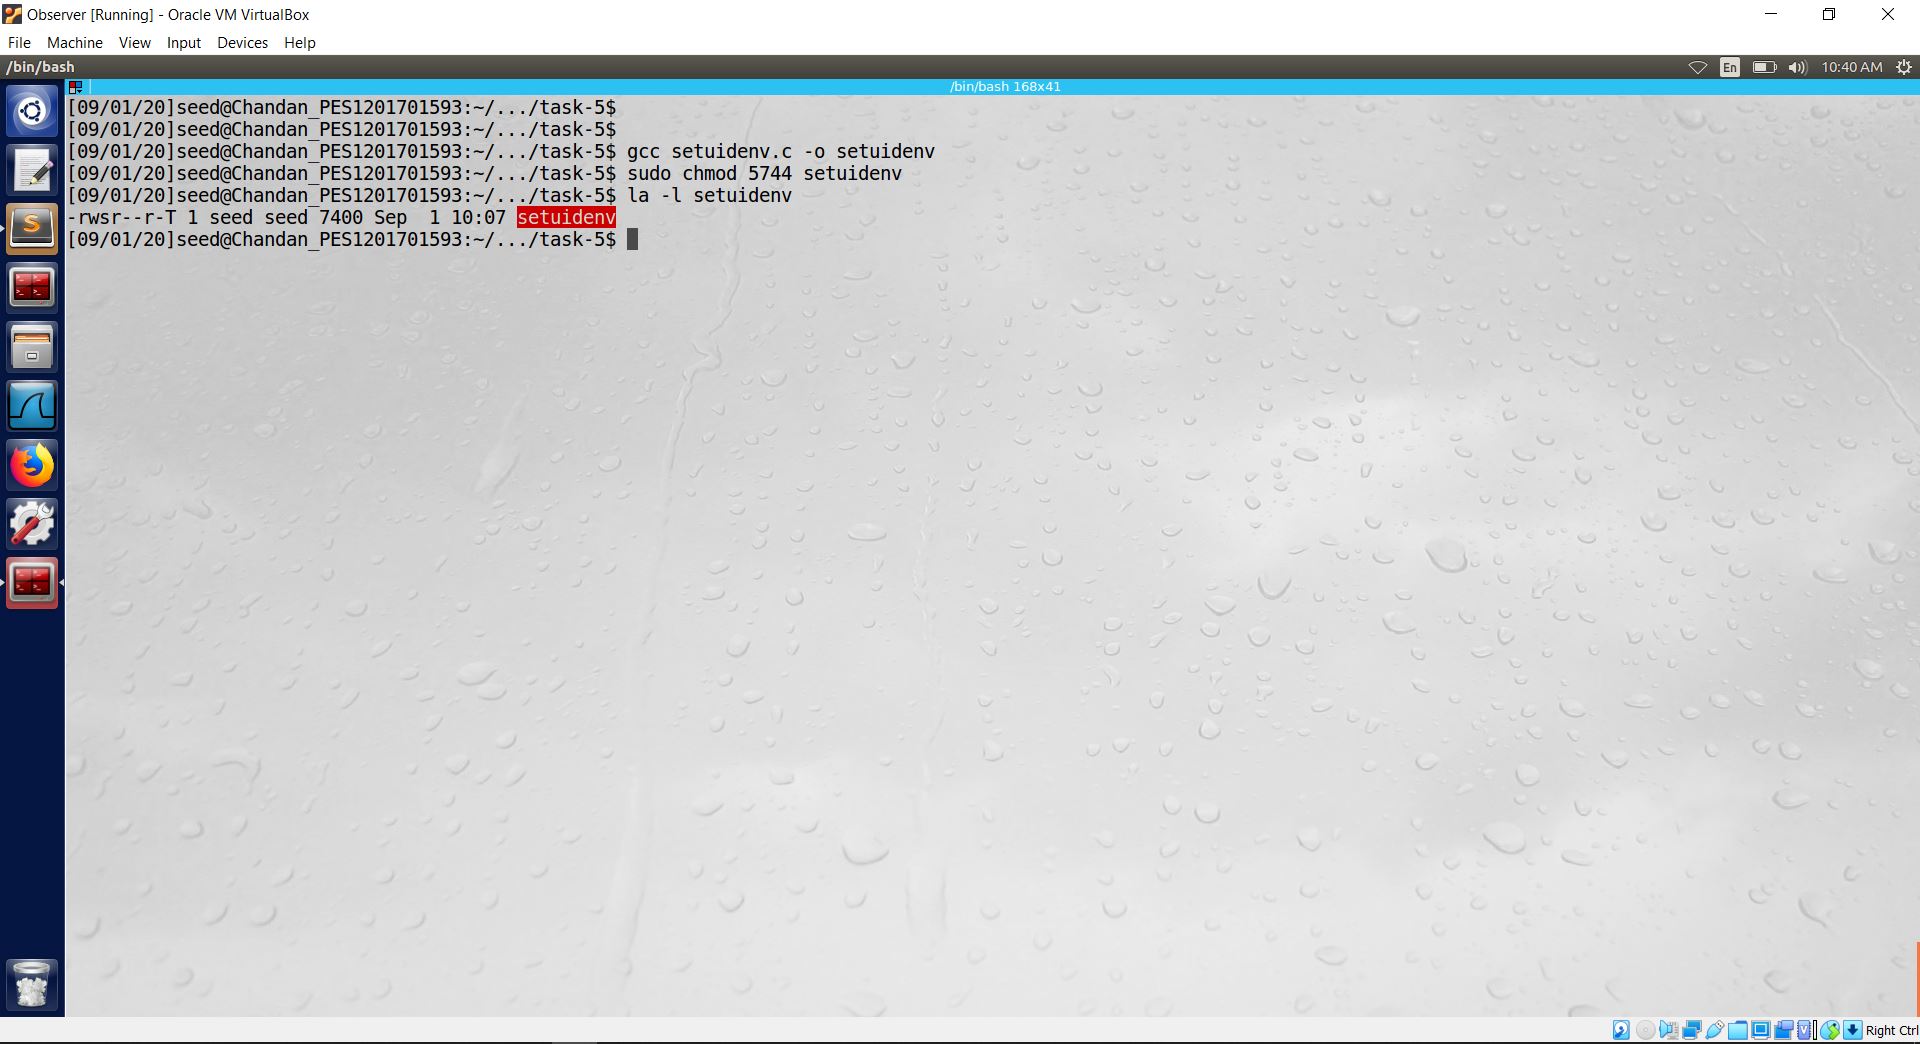 Observer [Running] - Oracle VM VirtualBox
File Machine View Input Devices Help
/bin/bash En 10:40 AM
/bin/bash 168x41
[09/01/20]seed@Chandan_PES1201701593:~/.../task-5$
[09/01/20]seed@Chandan_PES1201701593:~/.../task-5$
[09/01/20]seed@Chandan_PES1201701593:~/.../task-5$ gcc setuidenv.c -o setuidenv
[09/01/20]seed@Chandan_PES1201701593:~/.../task-5$ sudo chmod 5744 setuidenv
[09/01/20]seed@Chandan_PES1201701593:~/.../task-5$ la -l setuidenv
-rwsr--r-T 1 seed seed 7400 Sep  1 10:07 setuidenv
[09/01/20]seed@Chandan_PES1201701593:~/.../task-5$
Right Ctrl